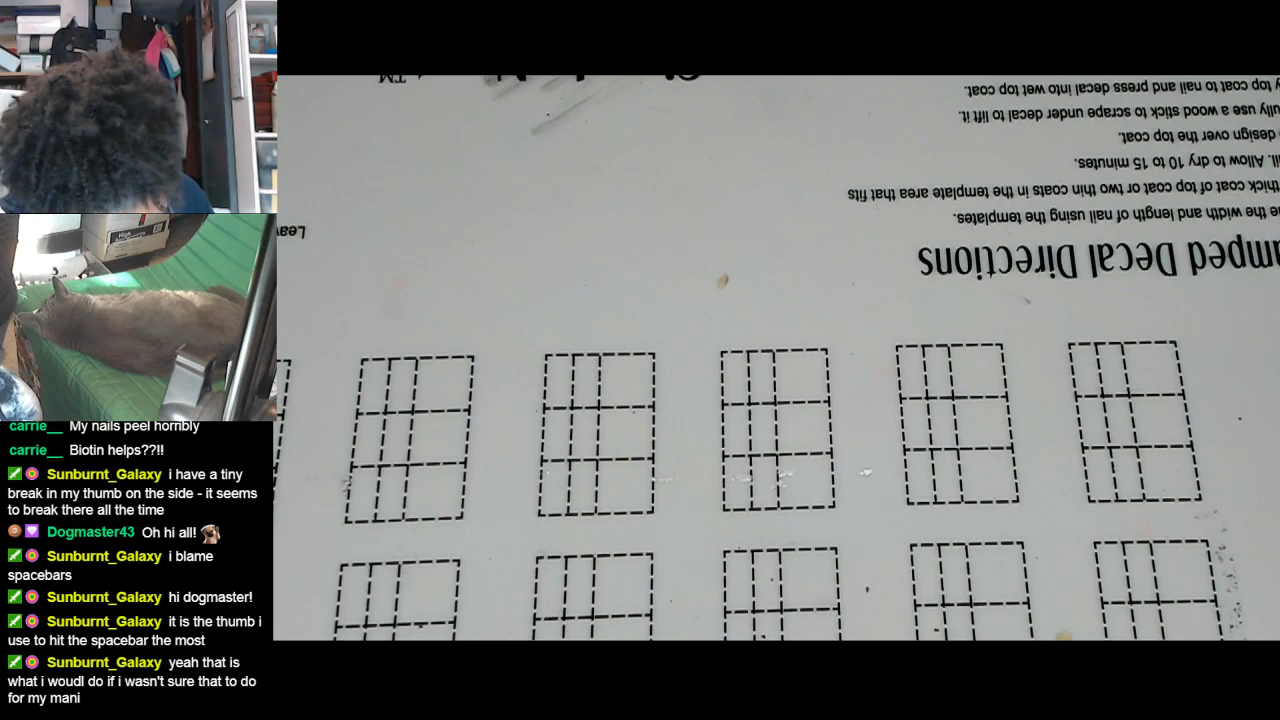 carrie__ My nails peel horribly
carrie__ Biotin helps??!!
Sunburnt_Galaxy i have a tiny
break in my thumb on the side - it seems
to break there all the time
Dogmaster43 Oh hi all!
Sunburnt_Galaxy i blame
spacebars
Sunburnt_Galaxy hi dogmaster!
Sunburnt_Galaxy it is the thumb i
use to hit the spacebar the most
Sunburnt_Galaxy yeah that is
what i woudl do if i wasn't sure that to do
for my mani
High
amped Decal Directions
e the width and length of nail using the templates.
thick coat of top coat or two thin coats in the template area that fits
ll. Allow to dry 10 to 15 minutes.
design over the top coat.
ully use a wood stick to scrape under decal to lift it.
y top coat to nail and press decal into wet top coat.
Leav
TM